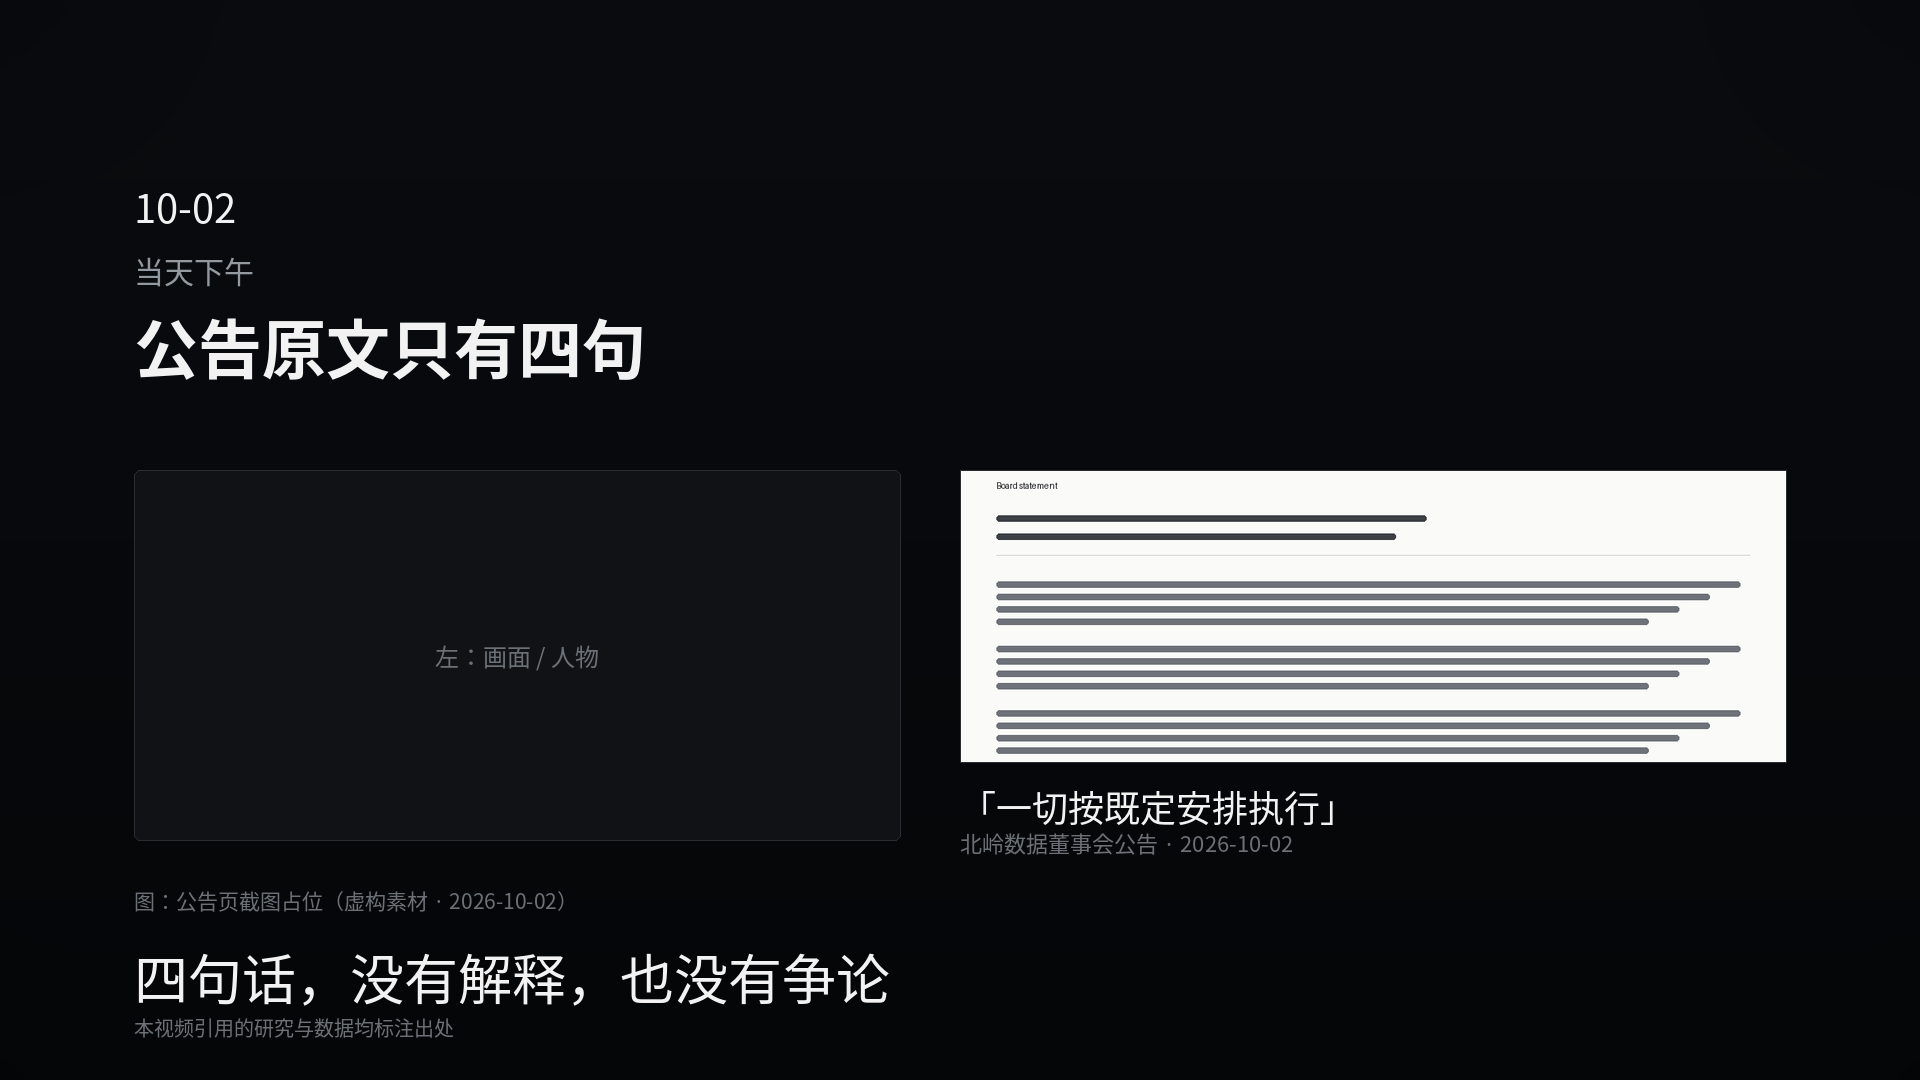 10-02
当天下午
公告原文只有四句
左：画面 / 人物
Board statement
「一切按既定安排执行」
北岭数据董事会公告 · 2026-10-02
图：公告页截图占位（虚构素材 · 2026-10-02）
四句话，没有解释，也没有争论
本视频引用的研究与数据均标注出处